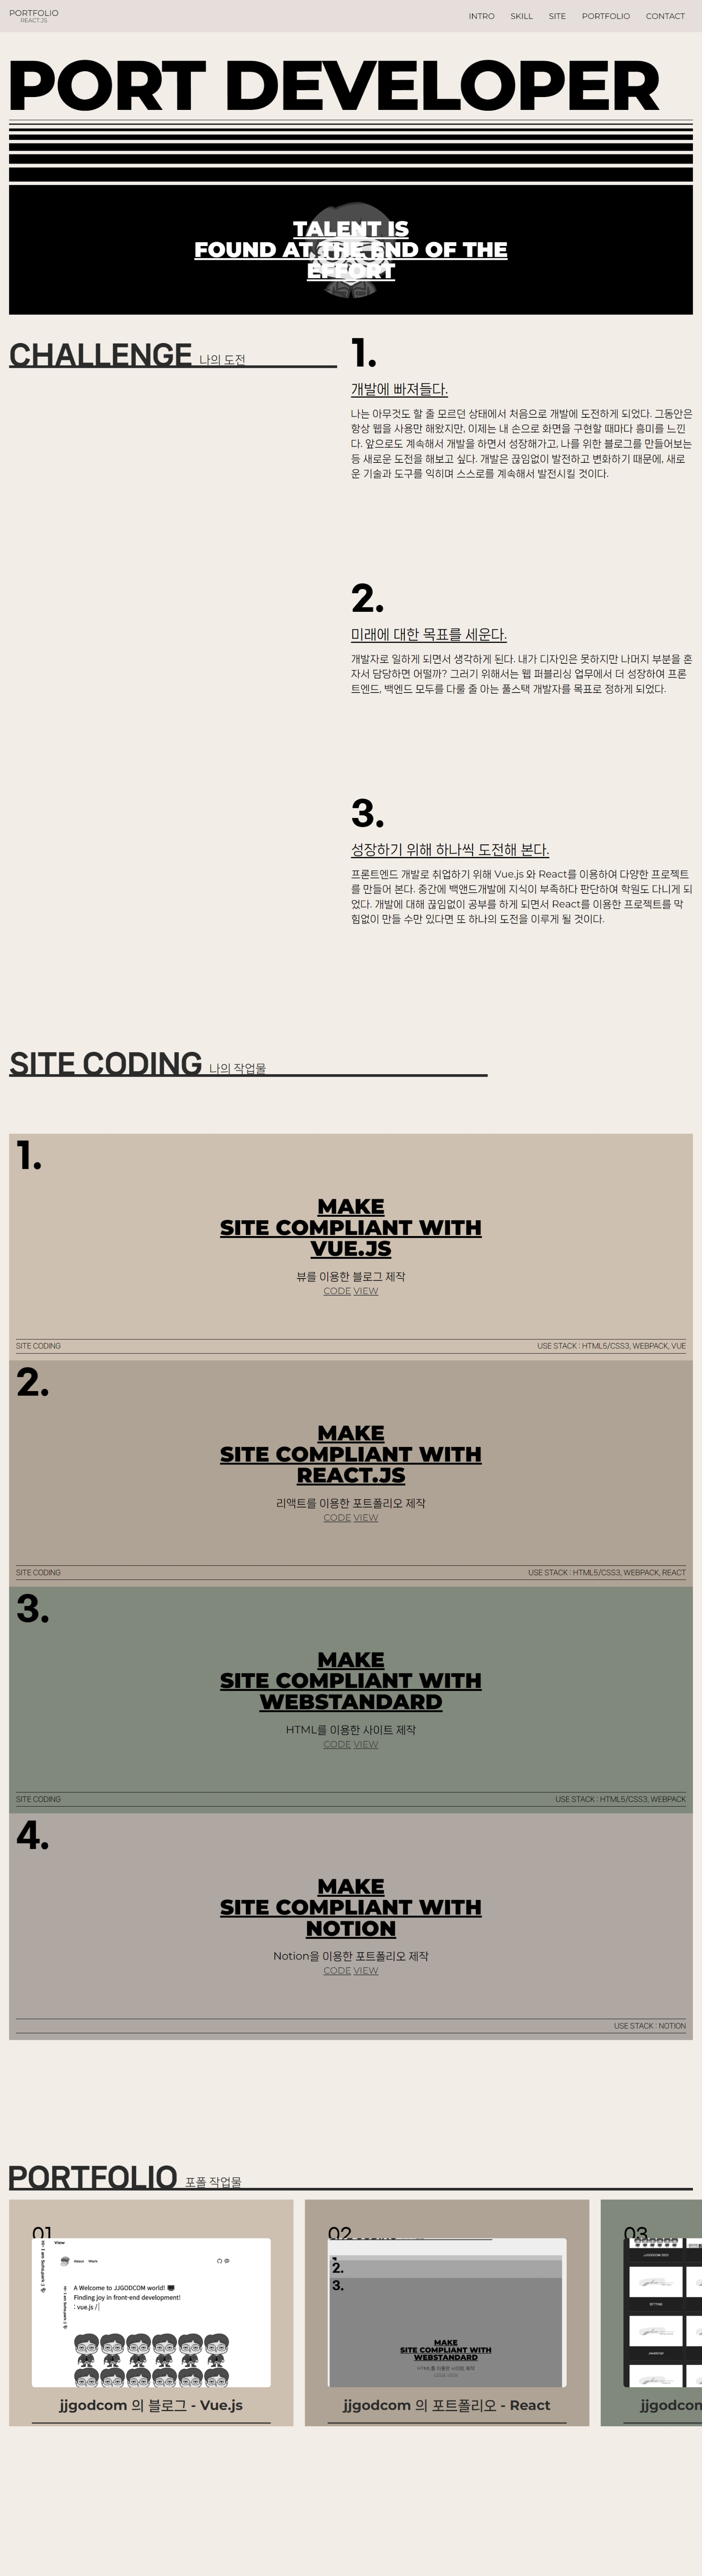 PORTFOLIO
REACT.JS
INTRO SKILL SITE PORTFOLIO CONTACT
PORT DEVELOPER
TALENT IS
FOUND AT THE END OF THE
EFFORT
CHALLENGE 나의 도전
1.
개발에 빠져들다.
나는 아무것도 할 줄 모르던 상태에서 처음으로 개발에 도전하게 되었다. 그동안은
항상 웹을 사용만 해왔지만, 이제는 내 손으로 화면을 구현할 때마다 흥미를 느낀
다. 앞으로도 계속해서 개발을 하면서 성장해가고, 나를 위한 블로그를 만들어보는
등 새로운 도전을 해보고 싶다. 개발은 끊임없이 발전하고 변화하기 때문에, 새로
운 기술과 도구를 익히며 스스로를 계속해서 발전시킬 것이다.
2.
미래에 대한 목표를 세운다.
개발자로 일하게 되면서 생각하게 된다. 내가 디자인은 못하지만 나머지 부분을 혼
자서 담당하면 어떨까? 그러기 위해서는 웹 퍼블리싱 업무에서 더 성장하여 프론
트엔드, 백엔드 모두를 다룰 줄 아는 풀스택 개발자를 목표로 정하게 되었다.
3.
성장하기 위해 하나씩 도전해 본다.
프론트엔드 개발로 취업하기 위해 Vue.js 와 React를 이용하여 다양한 프로젝트
를 만들어 본다. 중간에 백앤드개발에 지식이 부족하다 판단하여 학원도 다니게 되
었다. 개발에 대해 끊임없이 공부를 하게 되면서 React를 이용한 프로젝트를 막
힘없이 만들 수만 있다면 또 하나의 도전을 이루게 될 것이다.
SITE CODING 나의 작업물
1.
MAKE
SITE COMPLIANT WITH
VUE.JS
뷰를 이용한 블로그 제작
CODE VIEW
SITE CODING USE STACK : HTML5/CSS3, WEBPACK, VUE
2.
MAKE
SITE COMPLIANT WITH
REACT.JS
리액트를 이용한 포트폴리오 제작
CODE VIEW
SITE CODING USE STACK : HTML5/CSS3, WEBPACK, REACT
3.
MAKE
SITE COMPLIANT WITH
WEBSTANDARD
HTML를 이용한 사이트 제작
CODE VIEW
SITE CODING USE STACK : HTML5/CSS3, WEBPACK
4.
MAKE
SITE COMPLIANT WITH
NOTION
Notion을 이용한 포트폴리오 제작
CODE VIEW
USE STACK : NOTION
PORTFOLIO 포폴 작업물
01
View
About Work
A Welcome to JJGODCOM world!
Finding joy in front-end development!
: vue.js /
jjgodcom 의 블로그 - Vue.js
02
2.
3.
MAKE
SITE COMPLIANT WITH
WEBSTANDARD
HTML를 이용한 사이트 제작
CODE VIEW
jjgodcom 의 포트폴리오 - React
03